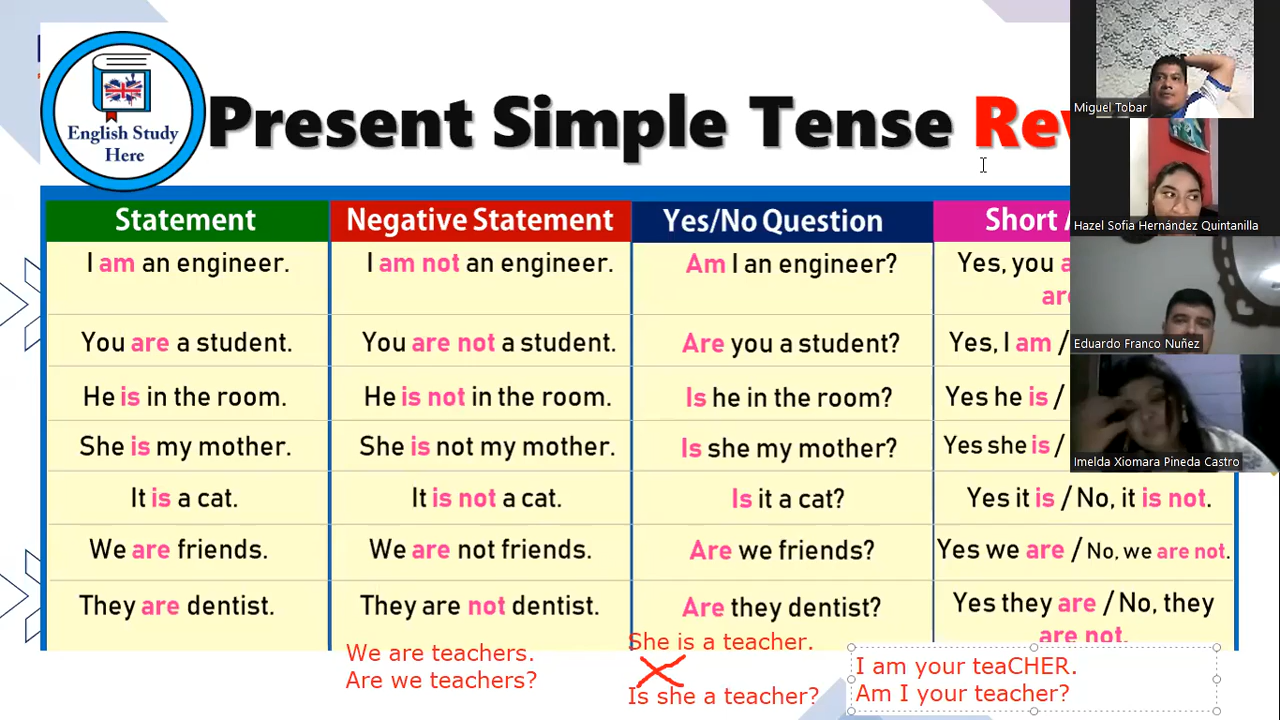 English Study
Here
Present Simple Tense
Statement
Negative Statement
Yes/No Question
Short
I am an engineer.
I am not an engineer.
Am I an engineer?
Yes, you
You are a student.
You are not a student.
Are you a student?
Yes, I am /
He is in the room.
He is not in the room.
Is he in the room?
Yes he is /
She is my mother.
She is not my mother.
Is she my mother?
Yes she is /
It is a cat.
It is not a cat.
Is it a cat?
Yes it is / No, it is not.
We are friends.
We are not friends.
Are we friends?
Yes we are / No, we are not.
They are dentist.
They are not dentist.
Are they dentist?
Yes they are / No, they
are not.
We are teachers.
Are we teachers?
She is a teacher.
Is she a teacher?
I am your teaCHER.
Am I your teacher?
Miguel Tobar
Hazel Sofia Hernández Quintanilla
Eduardo Franco Nuñez
Imelda Xiomara Pineda Castro